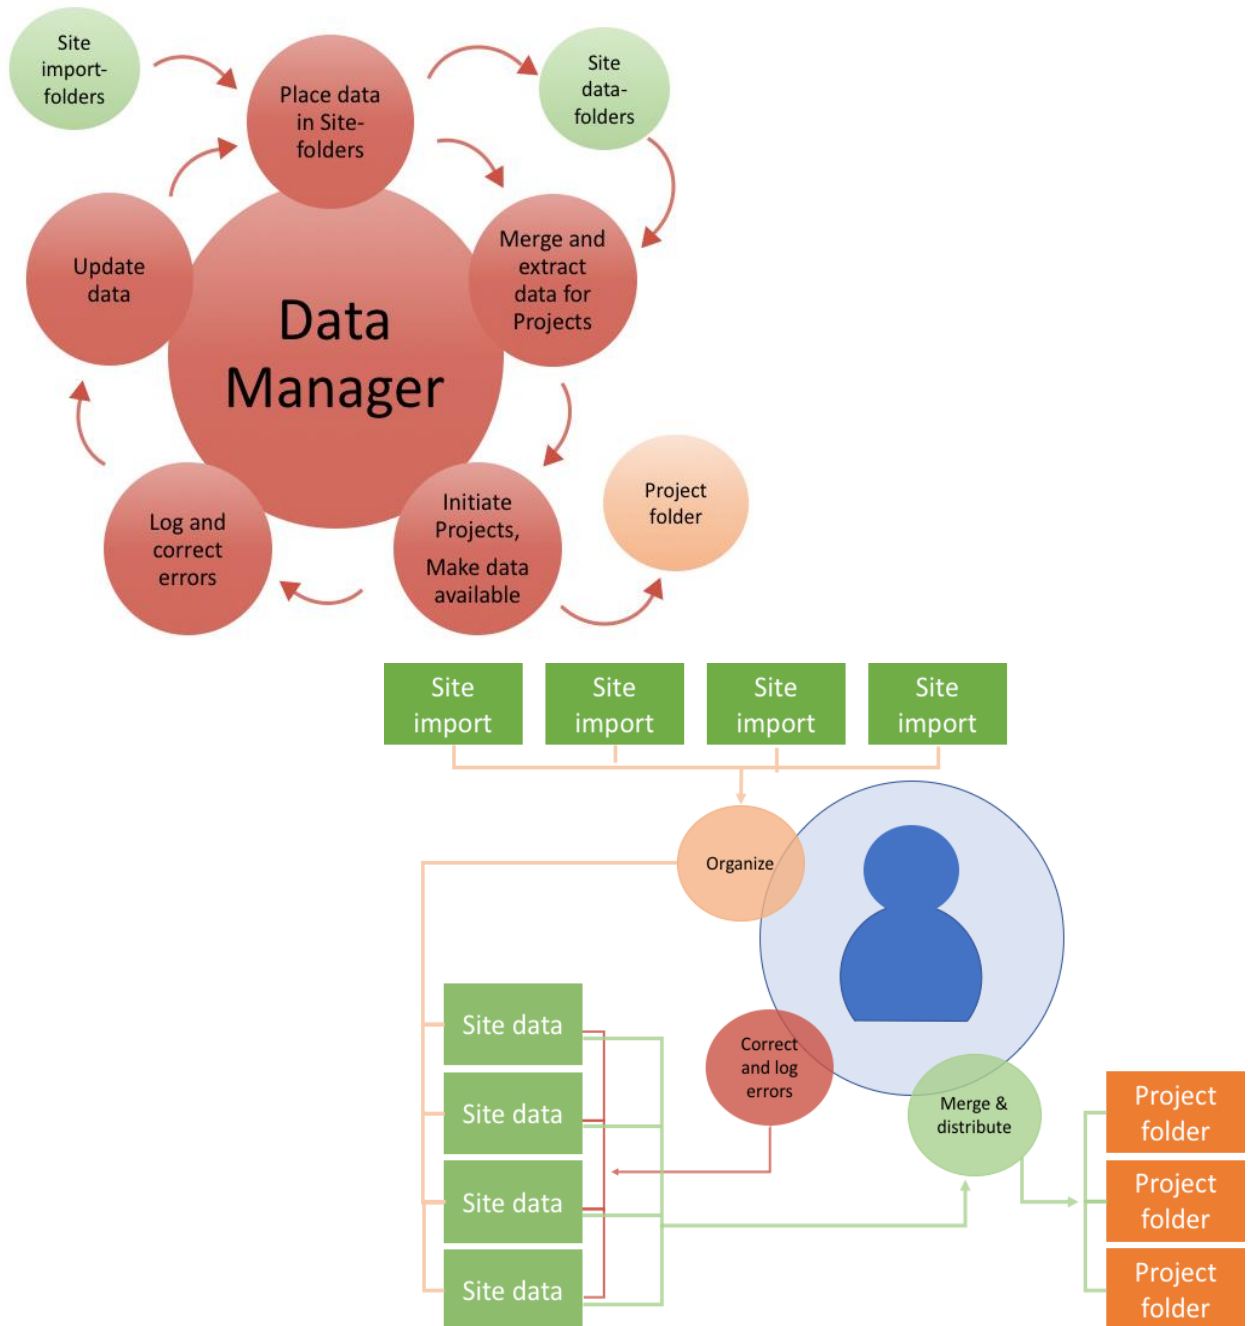 Site
import-
folders
Place data
in Site-
folders
Site
data-
folders
Update
data
Merge and
extract
data for
Projects
Data
Manager
Log and
correct
errors
Initiate
Projects,
Make data
available
Project
folder
Site
import
Site
import
Site
import
Site
import
Organize
Site data
Correct
and log
errors
Merge &
distribute
Project
folder
Site data
Project
folder
Site data
Project
folder
Site data